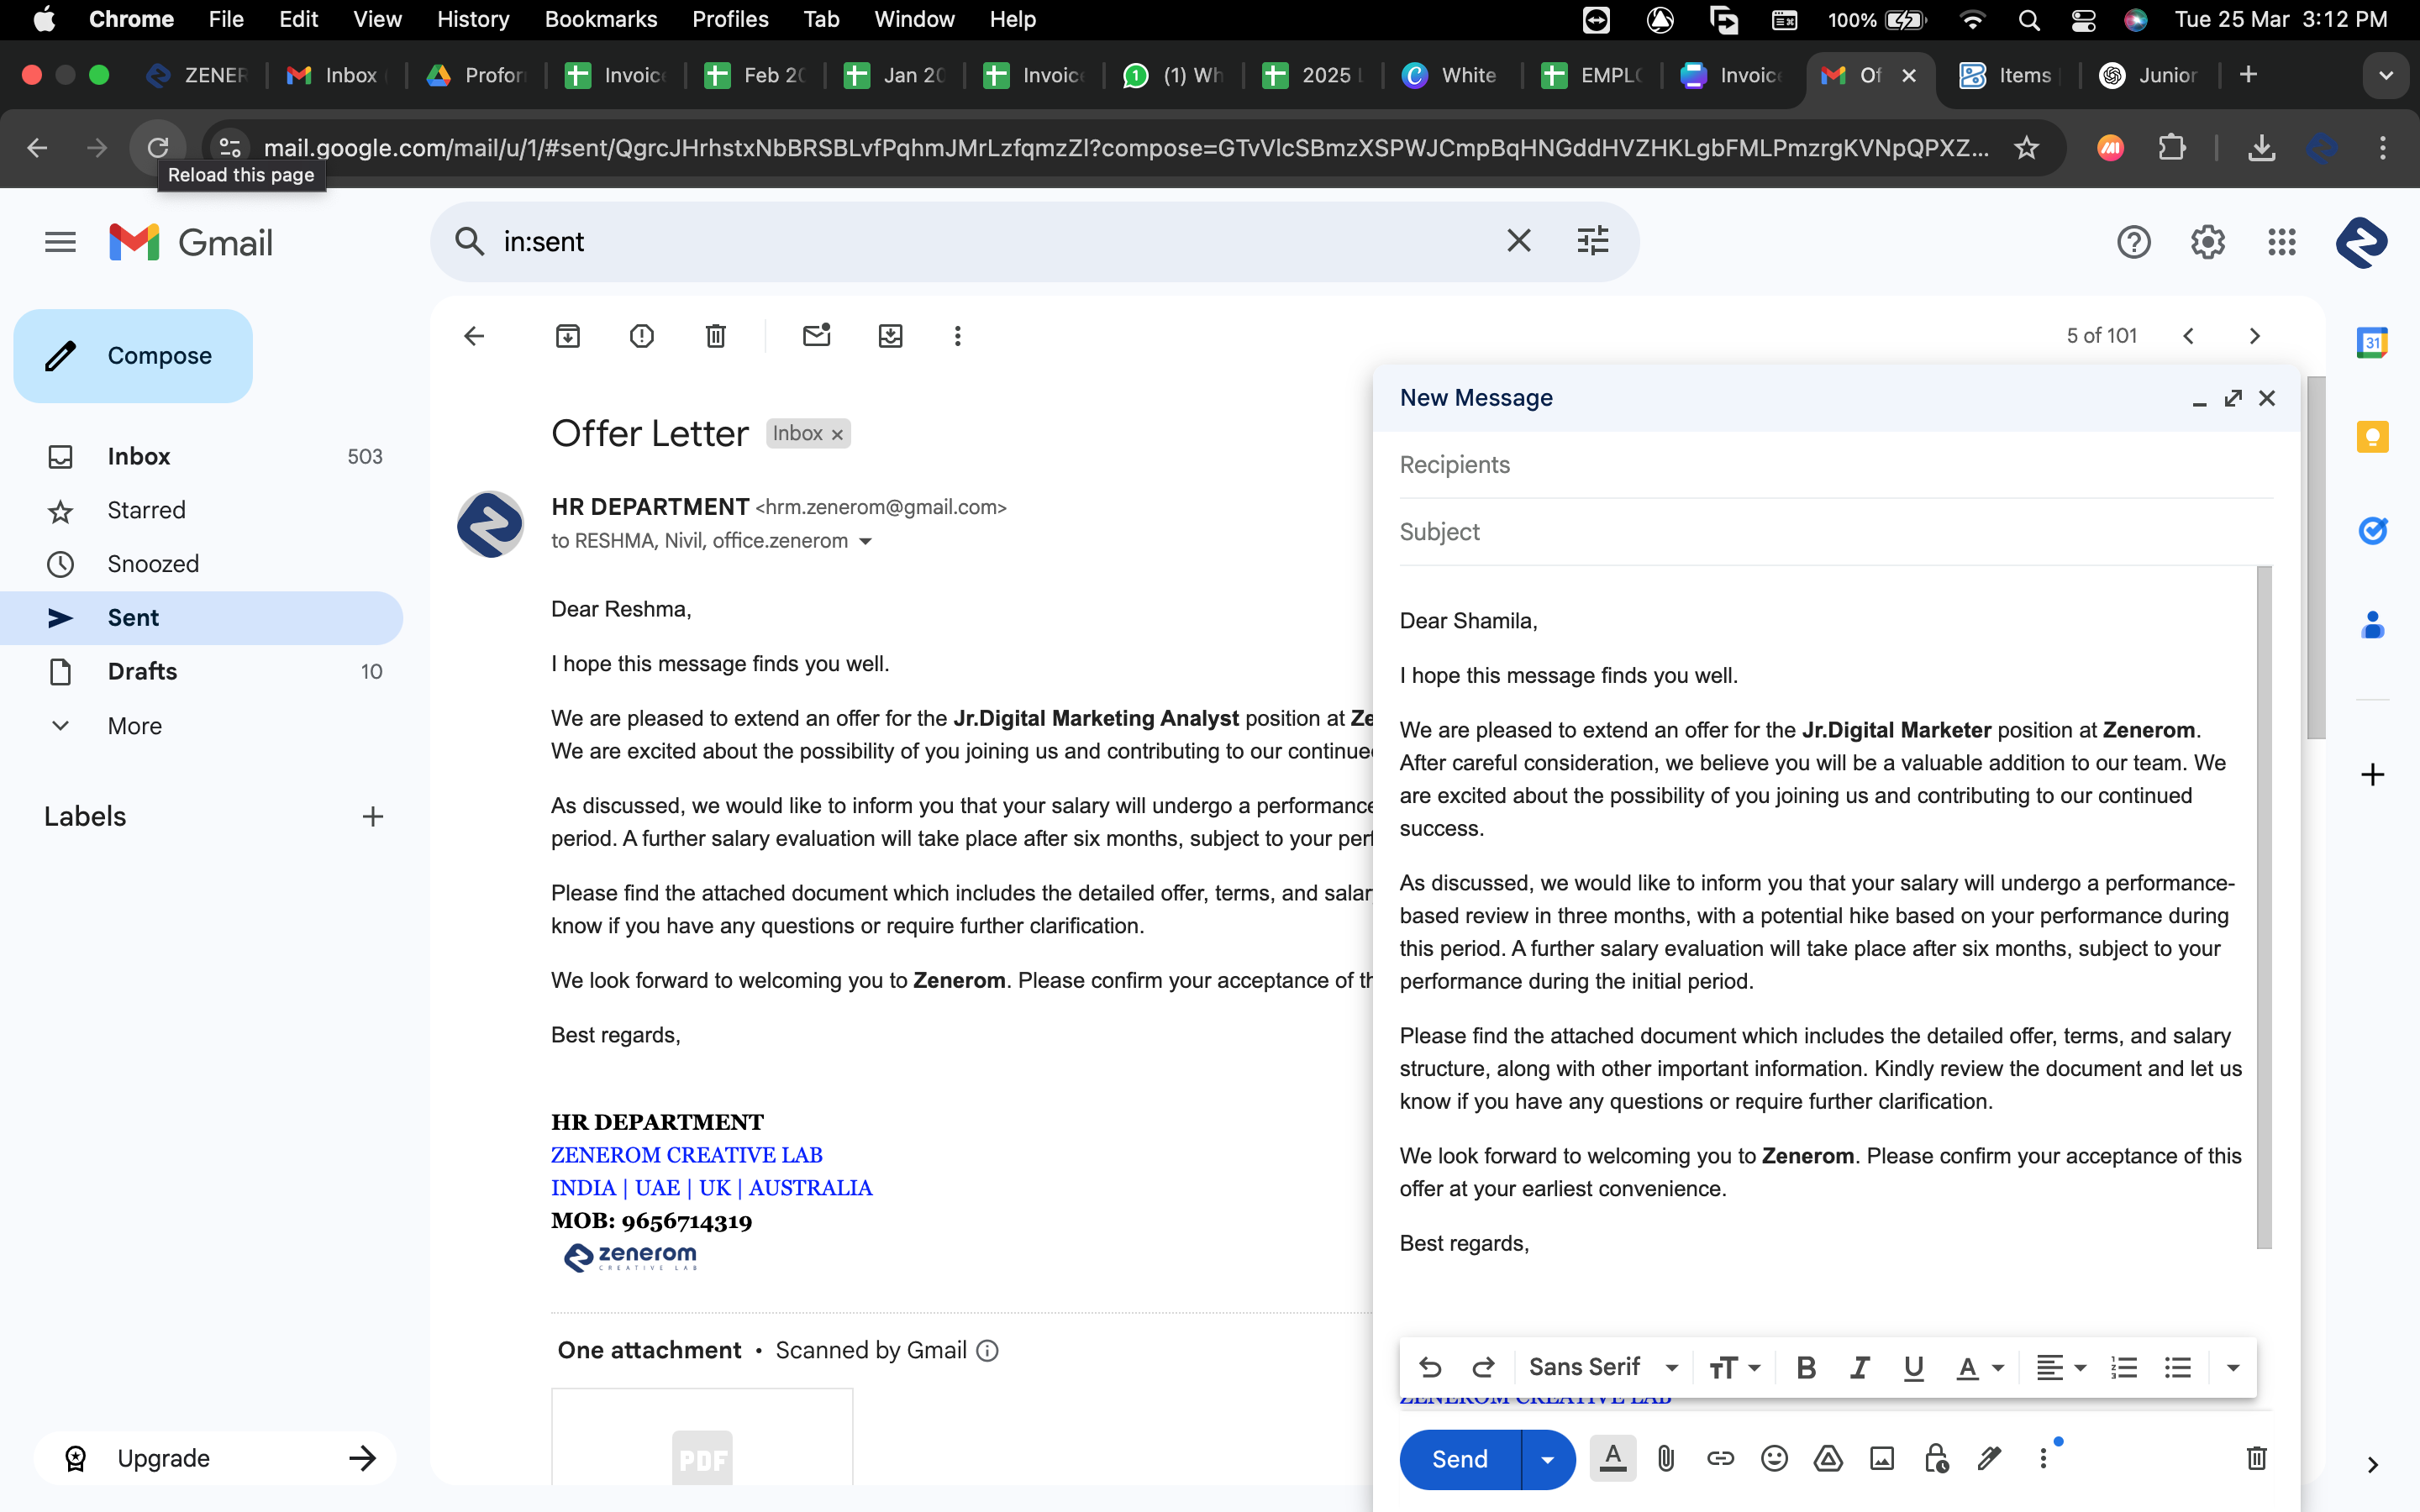 Chrome File Edit View History Bookmarks Profiles Tab Window Help 100% Tue 25 Mar 3:12 PM
ZENER Inbox Profor Invoice Feb 20 Jan 20 Invoice (1) Wh 2025 White EMPLO Invoice Of Items Junior
mail.google.com/mail/u/1/#sent/QgrcJHrhstxNbBRSBLvfPqhmJMrLzfqmzZl?compose=GTvVlcSBmzXSPWJCmpBqHNGddHVZHKLgbFMLPmzrgKVNpQPXZ...
Reload this page
Gmail
in:sent
Compose
Inbox 503
Starred
Snoozed
Sent
Drafts 10
More
Labels
Upgrade
5 of 101
Offer Letter Inbox
HR DEPARTMENT <hrm.zenerom@gmail.com>
to RESHMA, Nivil, office.zenerom
Dear Reshma,
I hope this message finds you well.
We are pleased to extend an offer for the Jr.Digital Marketing Analyst position at Ze
We are excited about the possibility of you joining us and contributing to our continue
As discussed, we would like to inform you that your salary will undergo a performance
period. A further salary evaluation will take place after six months, subject to your per
Please find the attached document which includes the detailed offer, terms, and salar
know if you have any questions or require further clarification.
We look forward to welcoming you to Zenerom. Please confirm your acceptance of th
Best regards,
HR DEPARTMENT
ZENEROM CREATIVE LAB
INDIA | UAE | UK | AUSTRALIA
MOB: 9656714319
zenerom
CREATIVE LAB
One attachment • Scanned by Gmail
PDF
New Message
Recipients
Subject
Dear Shamila,
I hope this message finds you well.
We are pleased to extend an offer for the Jr.Digital Marketer position at Zenerom.
After careful consideration, we believe you will be a valuable addition to our team. We
are excited about the possibility of you joining us and contributing to our continued
success.
As discussed, we would like to inform you that your salary will undergo a performance-
based review in three months, with a potential hike based on your performance during
this period. A further salary evaluation will take place after six months, subject to your
performance during the initial period.
Please find the attached document which includes the detailed offer, terms, and salary
structure, along with other important information. Kindly review the document and let us
know if you have any questions or require further clarification.
We look forward to welcoming you to Zenerom. Please confirm your acceptance of this
offer at your earliest convenience.
Best regards,
Sans Serif
ZENEROM CREATIVE LAB
Send
31